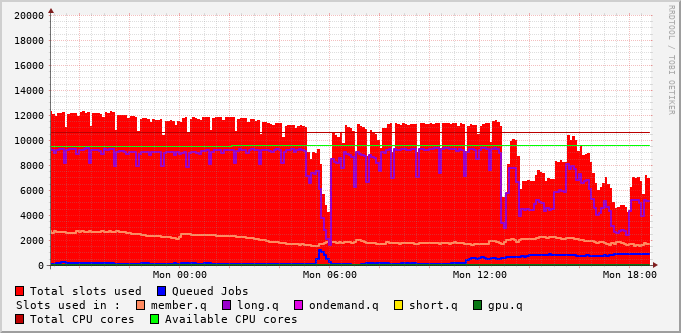 RRDTOOL / TOBI OETIKER
20000
18000
16000
14000
12000
10000
8000
6000
4000
2000
0
Mon 00:00 Mon 06:00 Mon 12:00 Mon 18:00
Total slots used Queued Jobs
Slots used in : member.q long.q ondemand.q short.q gpu.q
Total CPU cores Available CPU cores